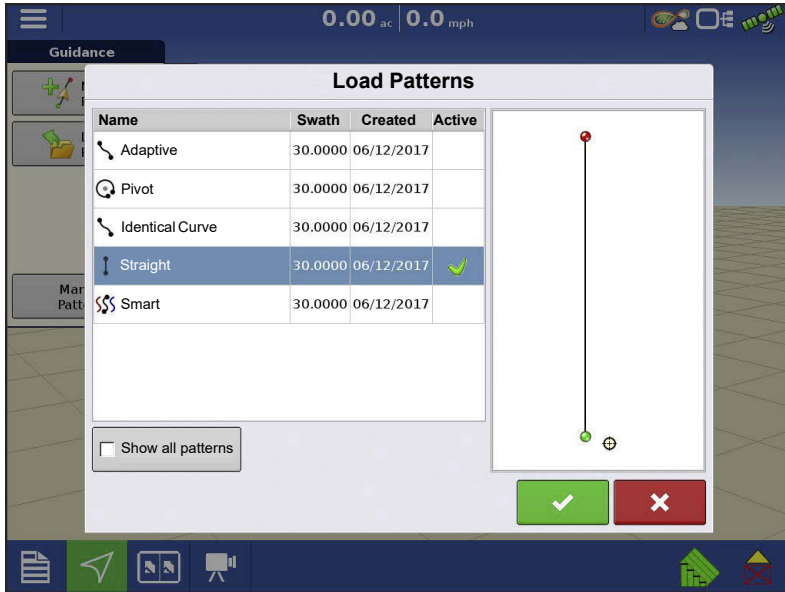 0.00 ac 0.0 mph
Guidance
Load Patterns
Name Swath Created Active
Adaptive 30.0000 06/12/2017
Pivot 30.0000 06/12/2017
Identical Curve 30.0000 06/12/2017
Straight 30.0000 06/12/2017
Smart 30.0000 06/12/2017
Mar
Patt
Show all patterns